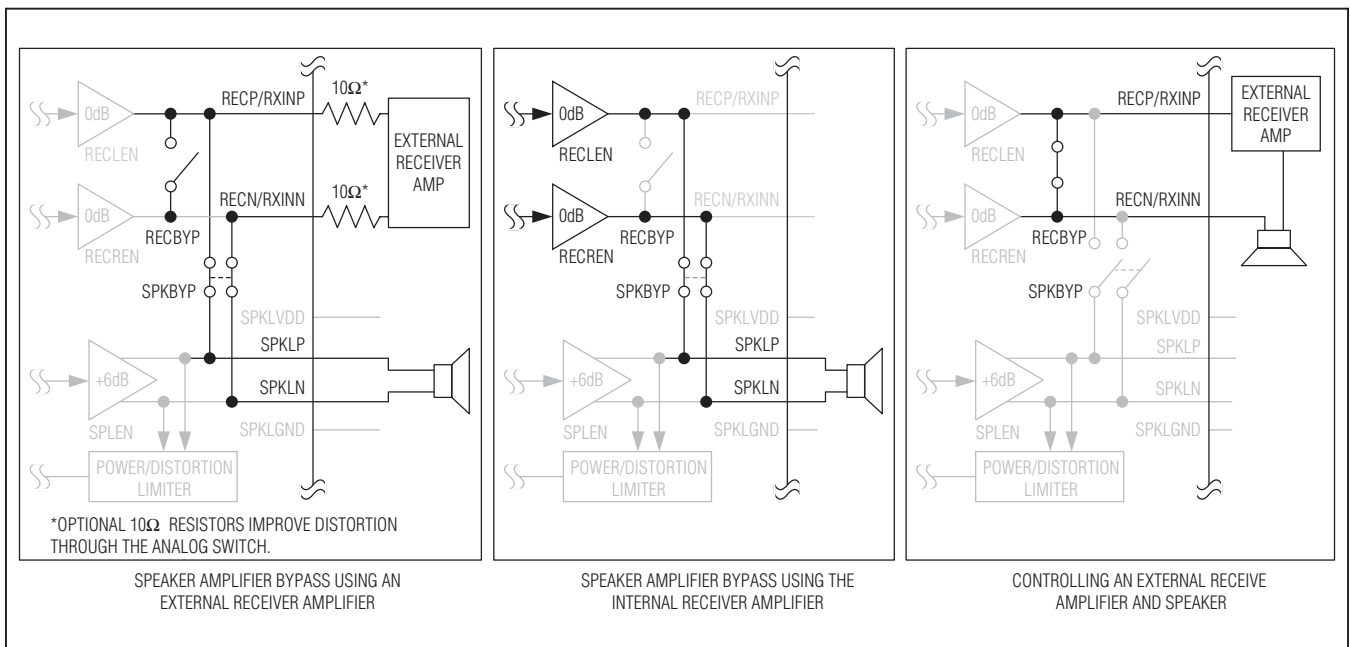 10Ω*
RECP/RXINP
0dB
RECLEN
EXTERNAL
RECEIVER
AMP
10Ω*
RECN/RXINN
0dB
RECBYP
RECREN
SPKBYP
SPKLVDD
SPKLP
+6dB
SPKLN
SPLEN
SPKLGND
POWER/DISTORTION
LIMITER
*OPTIONAL 10Ω RESISTORS IMPROVE DISTORTION
THROUGH THE ANALOG SWITCH.
SPEAKER AMPLIFIER BYPASS USING AN
EXTERNAL RECEIVER AMPLIFIER
RECP/RXINP
0dB
RECLEN
RECN/RXINN
0dB
RECBYP
RECREN
SPKBYP
SPKLVDD
SPKLP
+6dB
SPKLN
SPLEN
SPKLGND
POWER/DISTORTION
LIMITER
SPEAKER AMPLIFIER BYPASS USING THE
INTERNAL RECEIVER AMPLIFIER
RECP/RXINP
EXTERNAL
RECEIVER
AMP
0dB
RECLEN
RECN/RXINN
0dB
RECBYP
RECREN
SPKBYP
SPKLVDD
SPKLP
+6dB
SPKLN
SPLEN
SPKLGND
POWER/DISTORTION
LIMITER
CONTROLLING AN EXTERNAL RECEIVE
AMPLIFIER AND SPEAKER